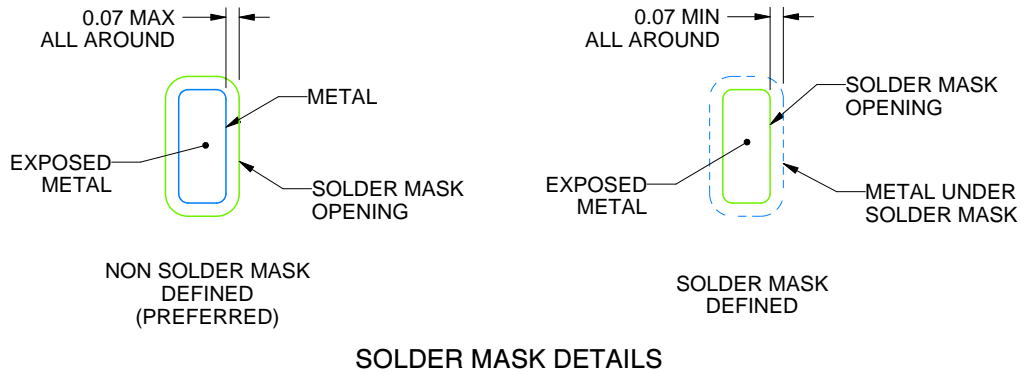 0.07 MAX
ALL AROUND
METAL
EXPOSED
METAL
SOLDER MASK
OPENING
NON SOLDER MASK
DEFINED
(PREFERRED)
0.07 MIN
ALL AROUND
SOLDER MASK
OPENING
EXPOSED
METAL
METAL UNDER
SOLDER MASK
SOLDER MASK
DEFINED
SOLDER MASK DETAILS